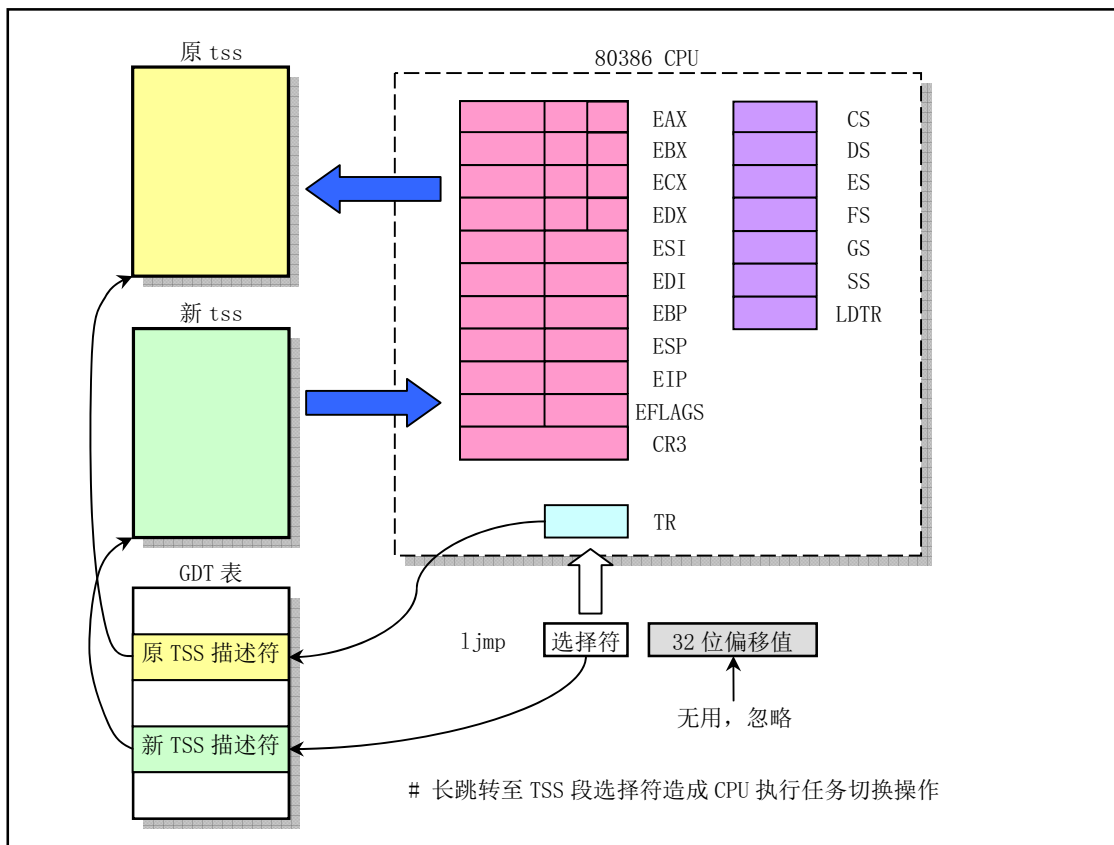 原 tss
80386 CPU
EAX
EBX
ECX
EDX
ESI
EDI
EBP
ESP
EIP
EFLAGS
CR3
CS
DS
ES
FS
GS
SS
LDTR
新 tss
TR
GDT 表
原 TSS 描述符
新 TSS 描述符
ljmp
选择符
32 位偏移值
无用，忽略
# 长跳转至 TSS 段选择符造成 CPU 执行任务切换操作